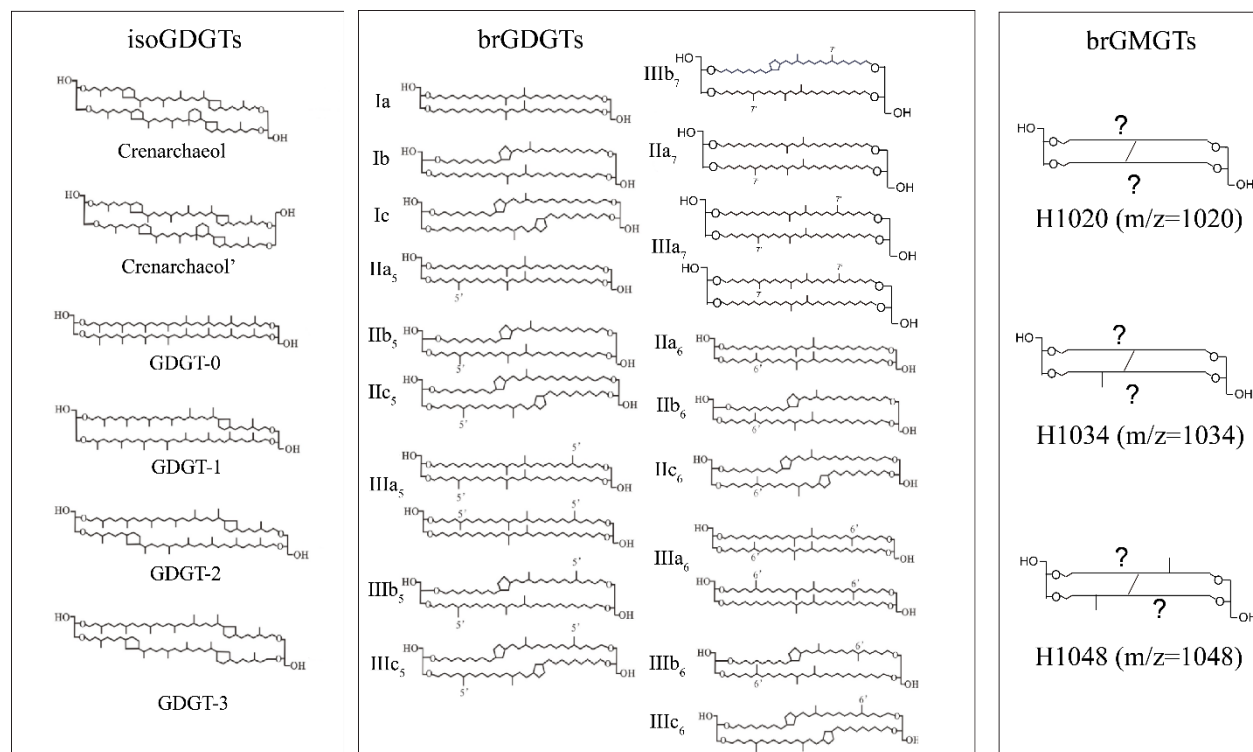 isoGDGTs
HO
O
O
O
O
OH
Crenarchaeol
HO
O
O
O
O
OH
Crenarchaeol’
HO
O
O
O
O
OH
GDGT-0
HO
O
O
O
O
OH
GDGT-1
HO
O
O
O
O
OH
GDGT-2
HO
O
O
O
O
OH
GDGT-3
brGDGTs
Ia
HO
O
O
O
O
OH
Ib
HO
O
O
O
O
OH
Ic
HO
O
O
O
O
OH
IIa5
HO
O
O
O
O
OH
5’
IIb5
HO
O
O
O
O
OH
5’
IIc5
HO
O
O
O
O
OH
5’
IIIa5
HO
O
O
O
O
OH
5’
5’
HO
O
O
O
O
OH
5’
5’
IIIb5
HO
O
O
O
O
OH
5’
5’
IIIc5
HO
O
O
O
O
OH
5’
5’
IIIb7
HO
O
O
O
O
OH
7'
7'
IIa7
HO
O
O
O
O
OH
7'
IIIa7
HO
O
O
O
O
OH
7'
7'
HO
O
O
O
O
OH
7'
7'
IIa6
HO
O
O
O
O
OH
6’
IIb6
HO
O
O
O
O
OH
6’
IIc6
HO
O
O
O
O
OH
6’
IIIa6
HO
O
O
O
O
OH
6’
6’
HO
O
O
O
O
OH
6’
6’
IIIb6
HO
O
O
O
O
OH
6’
6’
IIIc6
HO
O
O
O
O
OH
6’
6’
brGMGTs
HO
O
O
O
O
OH
?
?
H1020 (m/z=1020)
HO
O
O
O
O
OH
?
?
H1034 (m/z=1034)
HO
O
O
O
O
OH
?
?
H1048 (m/z=1048)